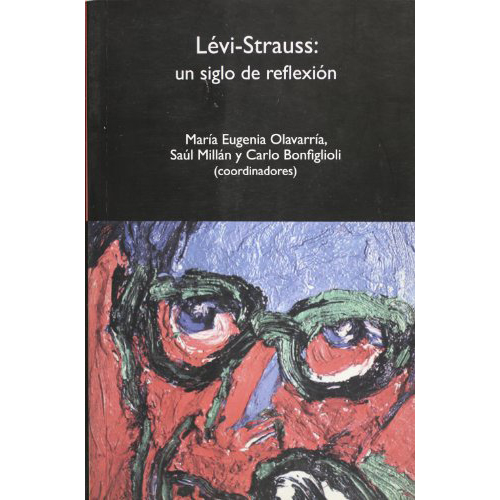 Lévi-Strauss:
un siglo de reflexión
María Eugenia Olavarría,
Saúl Millán y Carlo Bonfiglioli
(coordinadores)